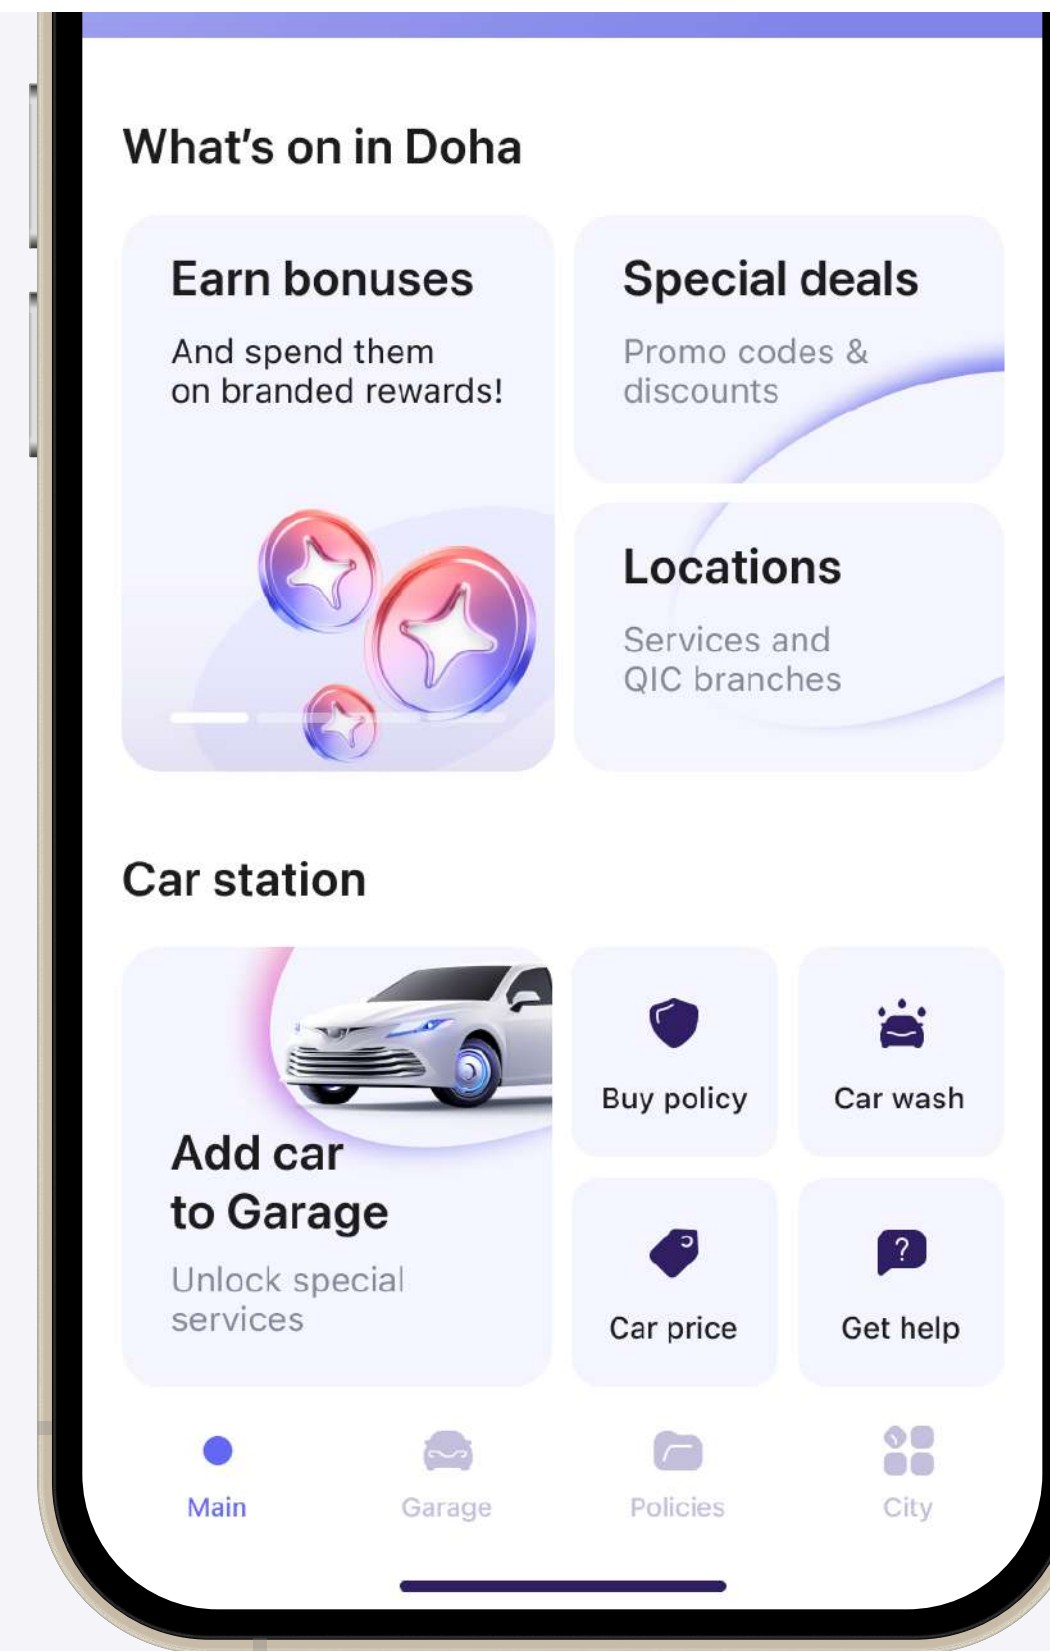 What's on in Doha
Earn bonuses
And spend them
on branded rewards!
Special deals
Promo codes &
discounts
Locations
Services and
QIC branches
Car station
Add car
to Garage
Unlock special
services
Buy policy
Car wash
Car price
?
Get help
Main
Garage
Policies
City